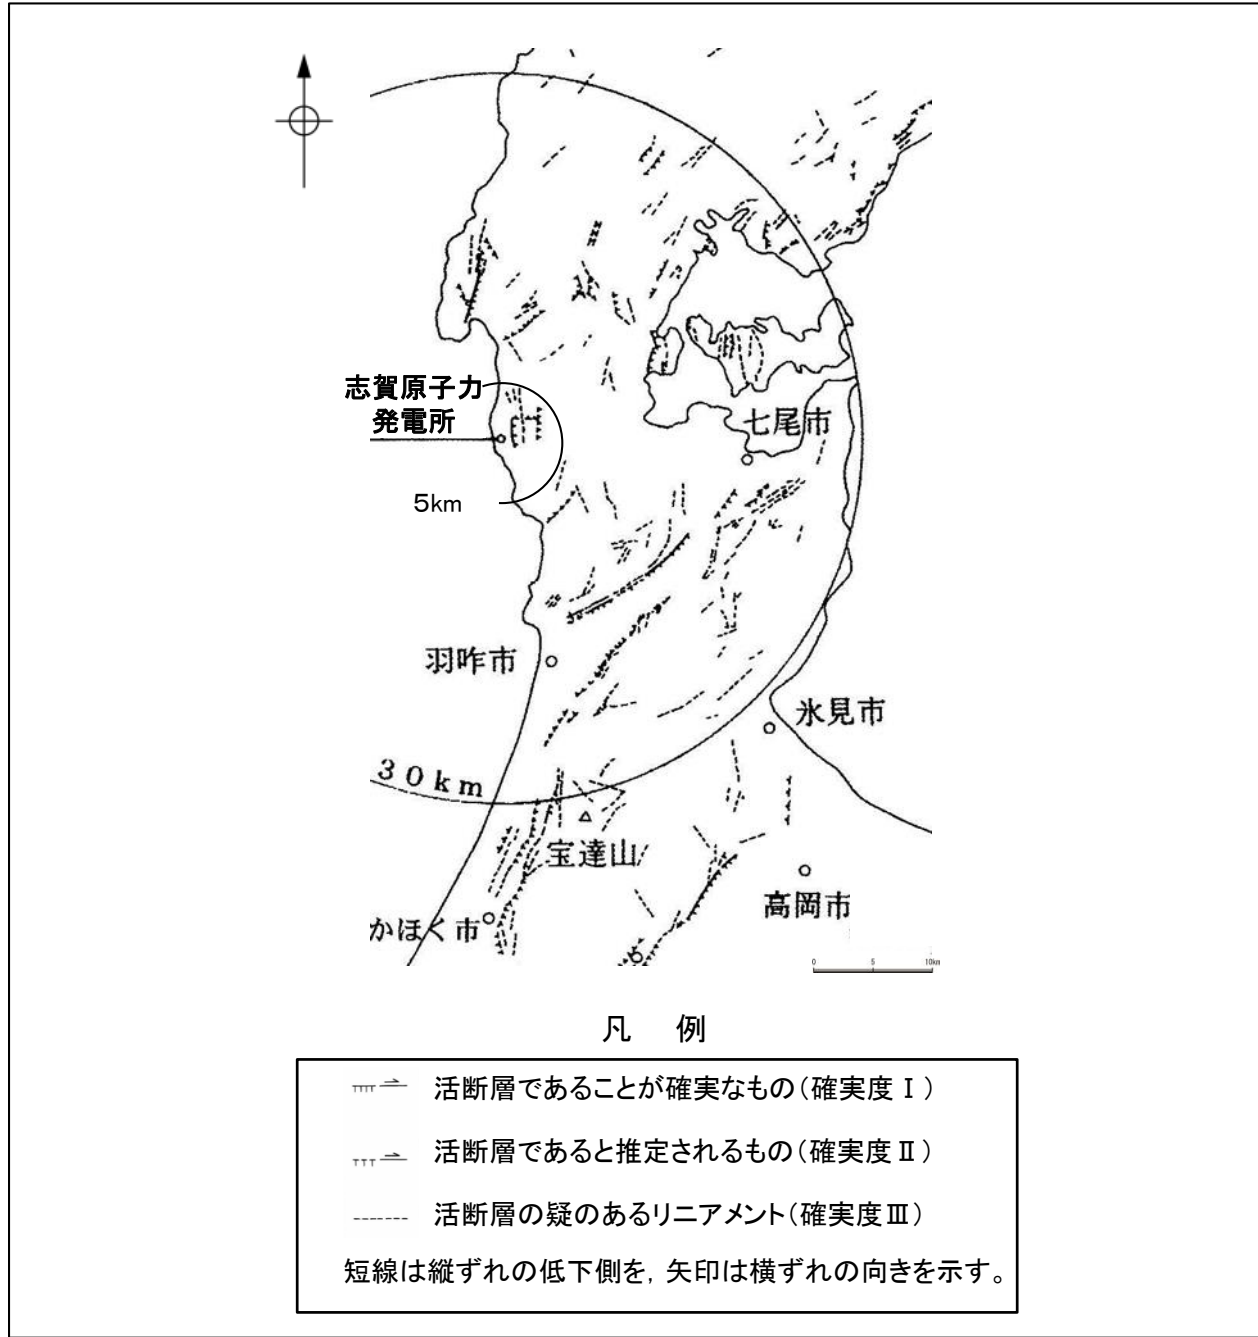 志賀原子力
発電所
5km
七尾市
羽咋市
氷見市
30km
宝達山
高岡市
かほく市
0 5 10km
凡 例
活断層であることが確実なもの(確実度Ⅰ)
活断層であると推定されるもの(確実度Ⅱ)
活断層の疑のあるリニアメント(確実度Ⅲ)
短線は縦ずれの低下側を, 矢印は横ずれの向きを示す。